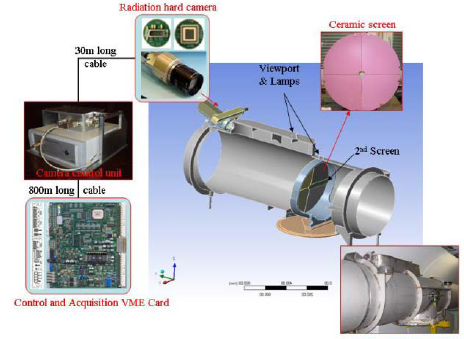 Radiation hard camera
Ceramic screen
30m long
cable
Viewport
& Lamps
2nd Screen
Camera control unit
800m long cable
Control and Acquisition VME Card